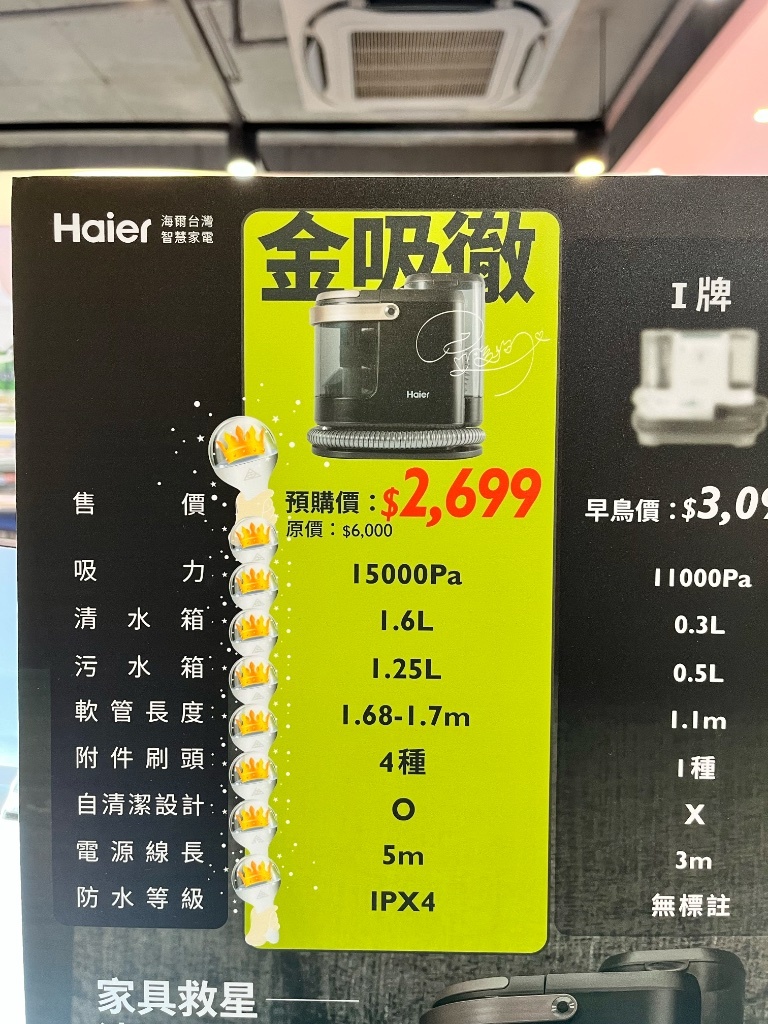 Haier 海爾台灣
智慧家電
金吸徹
I牌
Haier
售價 預購價：$2,699 早鳥價：$3,09
原價：$6,000
吸力 15000Pa 11000Pa
清水箱 1.6L 0.3L
污水箱 1.25L 0.5L
軟管長度 1.68-1.7m 1.1m
附件刷頭 4種 1種
自清潔設計 O X
電源線長 5m 3m
防水等級 IPX4 無標註
家具救星